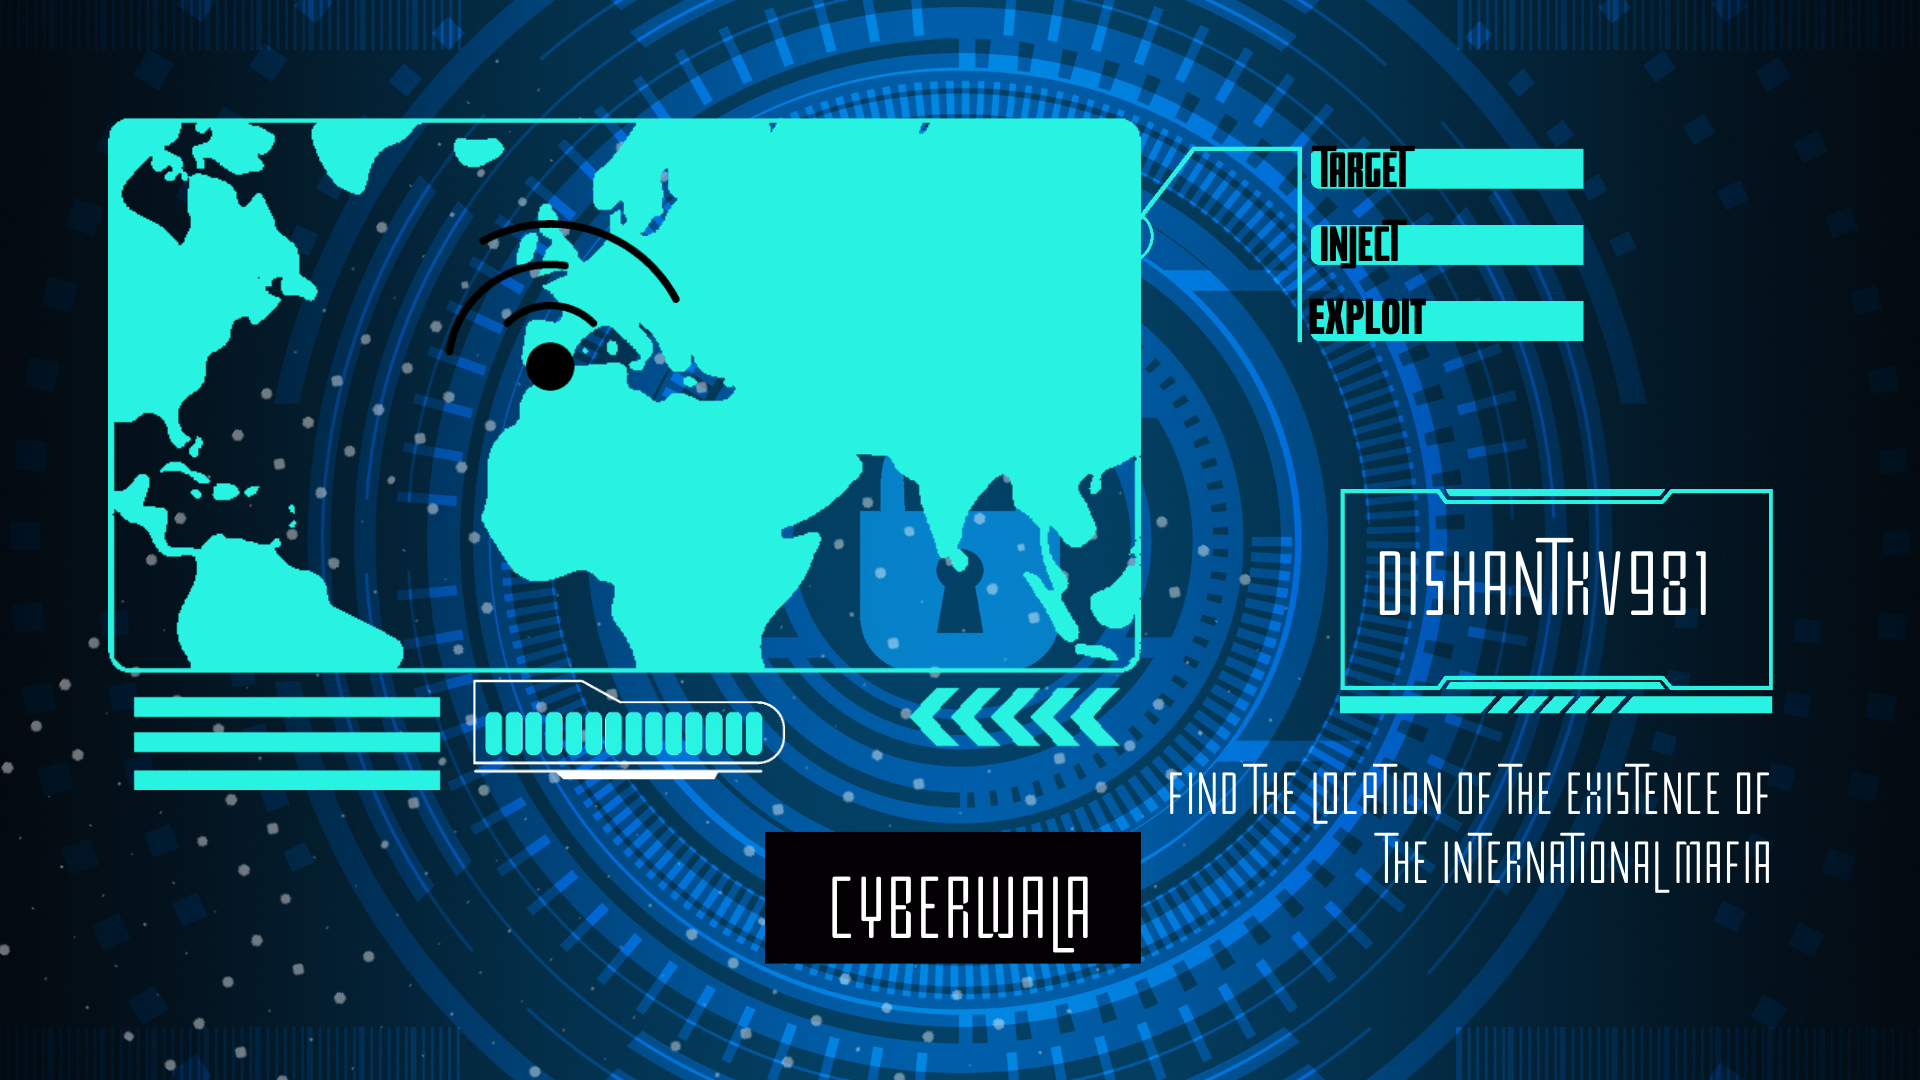 TARGET
INJECT
EXPLOIT
DISHANTKV981
FIND THE LOCATION OF THE EXISTENCE OF
THE INTERNATIONAL MAFIA
CYBERWALA